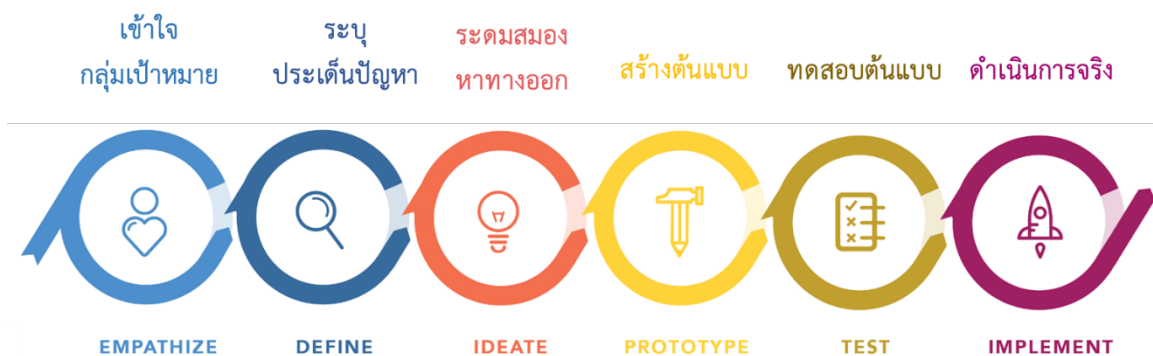 เข้าใจ
กลุ่มเป้าหมาย
ระบุ
ประเด็นปัญหา
ระดมสมอง
หาทางออก
สร้างต้นแบบ
ทดสอบต้นแบบ
ดำเนินการจริง
EMPATHIZE
DEFINE
IDEATE
PROTOTYPE
TEST
IMPLEMENT